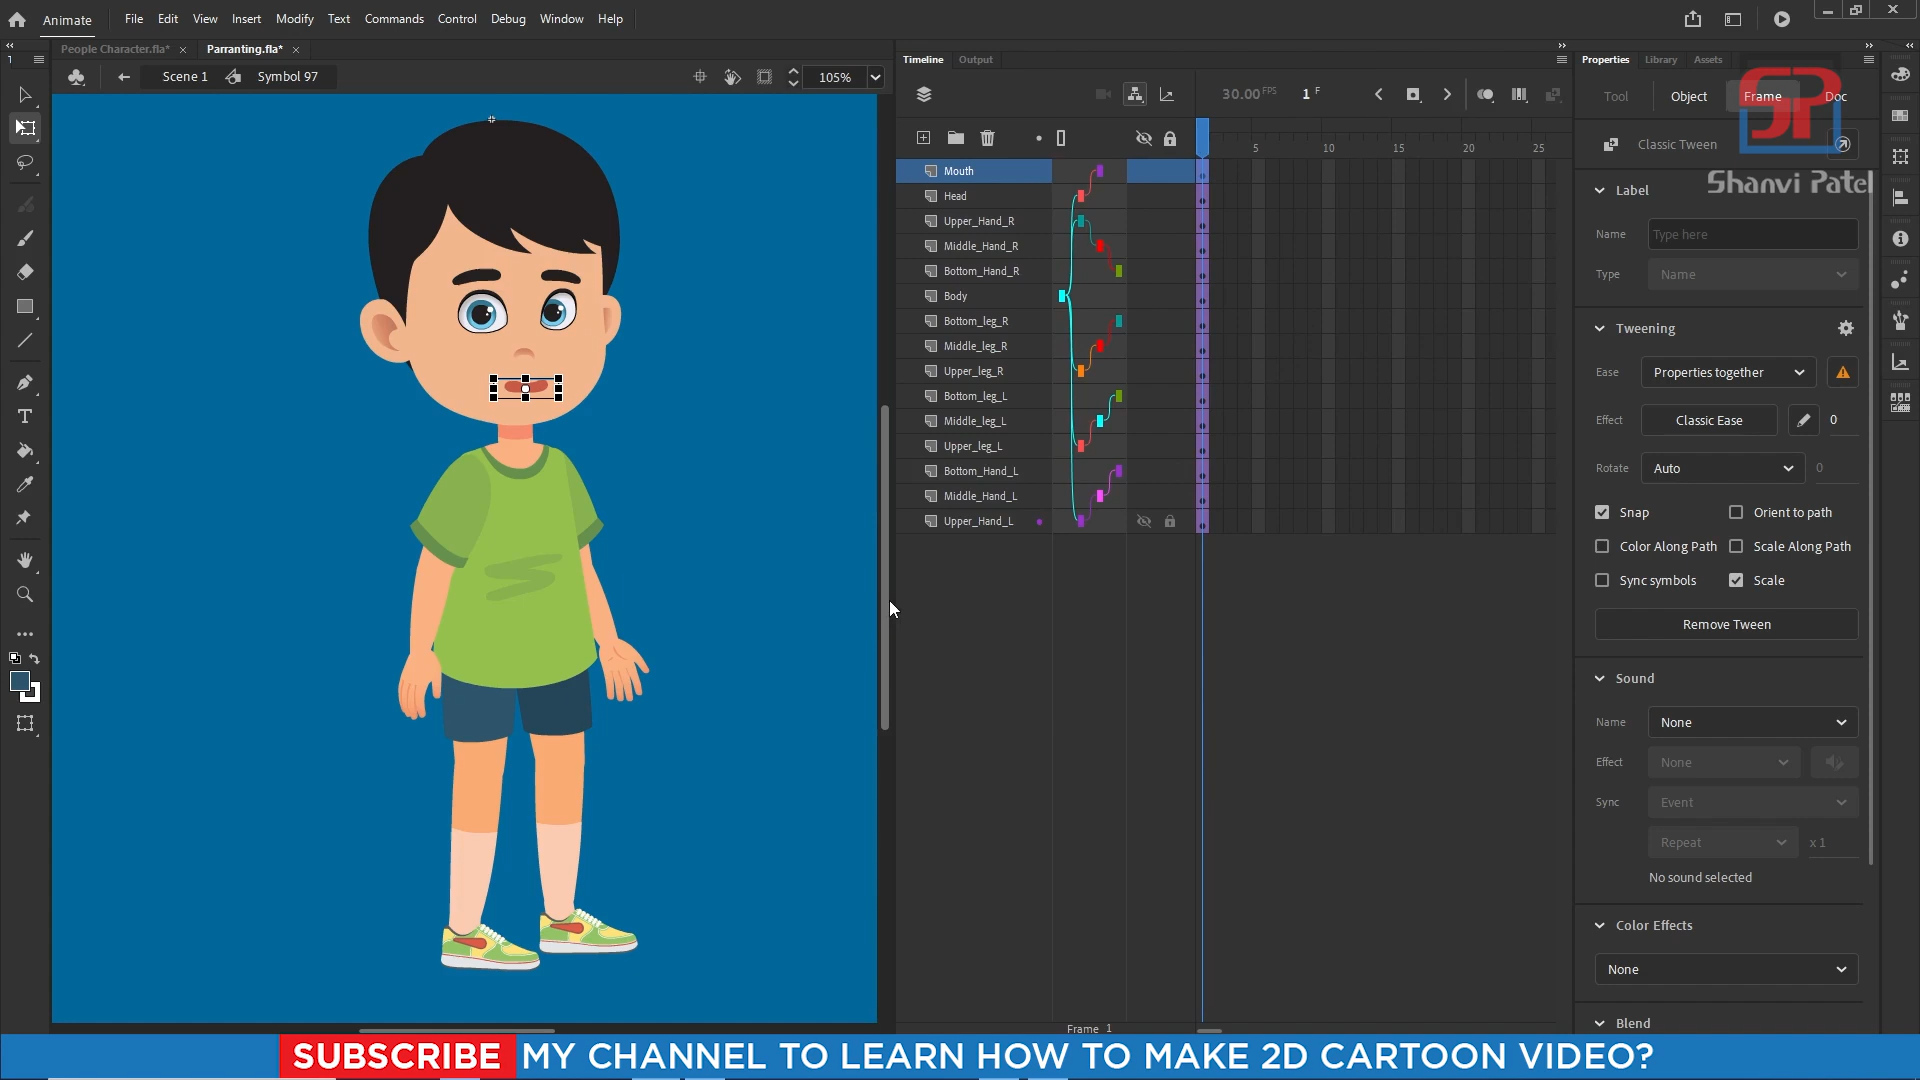 Animate
File Edit View Insert Modify Text Commands Control Debug Window Help
People Character.fla* × Parranting.fla* ×
Scene 1 Symbol 97 105%
Timeline Output
30.00 FPS 1 F
5 10 15 20 25
Mouth
Head
Upper_Hand_R
Middle_Hand_R
Bottom_Hand_R
Body
Bottom_leg_R
Middle_leg_R
Upper_leg_R
Bottom_leg_L
Middle_leg_L
Upper_leg_L
Bottom_Hand_L
Middle_Hand_L
Upper_Hand_L
Frame 1
Properties Library Assets
Tool Object Frame Doc
SP
Classic Tween
Shanvi Patel
Label
Name Type here
Type Name
Tweening
Ease Properties together
Effect Classic Ease 0
Rotate Auto 0
Snap Orient to path
Color Along Path Scale Along Path
Sync symbols Scale
Remove Tween
Sound
Name None
Effect None
Sync Event
Repeat x 1
No sound selected
Color Effects
None
Blend
SUBSCRIBE MY CHANNEL TO LEARN HOW TO MAKE 2D CARTOON VIDEO?